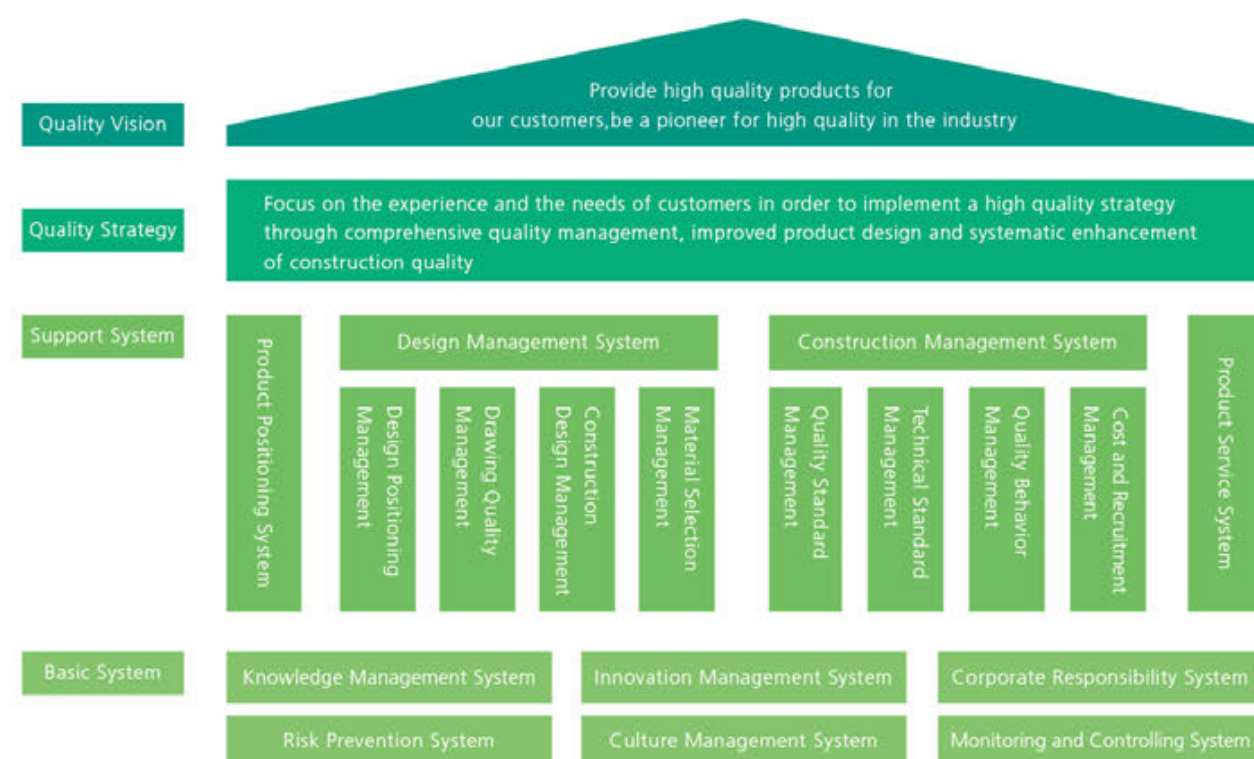 Provide high quality products for
Quality Vision
our customers,be a pioneer for high quality in the industry
Quality Strategy
Focus on the experience and the needs of customers in order to implement a high quality strategy
through comprehensive quality management, improved product design and systematic enhancement
of construction quality
Support System
Product Positioning System
Design Management System
Design Positioning
Management
Drawing Quality
Management
Construction
Design Management
Material Selection
Management
Construction Management System
Quality Standard
Management
Technical Standard
Management
Quality Behavior
Management
Cost and Recruitment
Management
Product Service System
Basic System
Knowledge Management System
Innovation Management System
Corporate Responsibility System
Risk Prevention System
Culture Management System
Monitoring and Controlling System